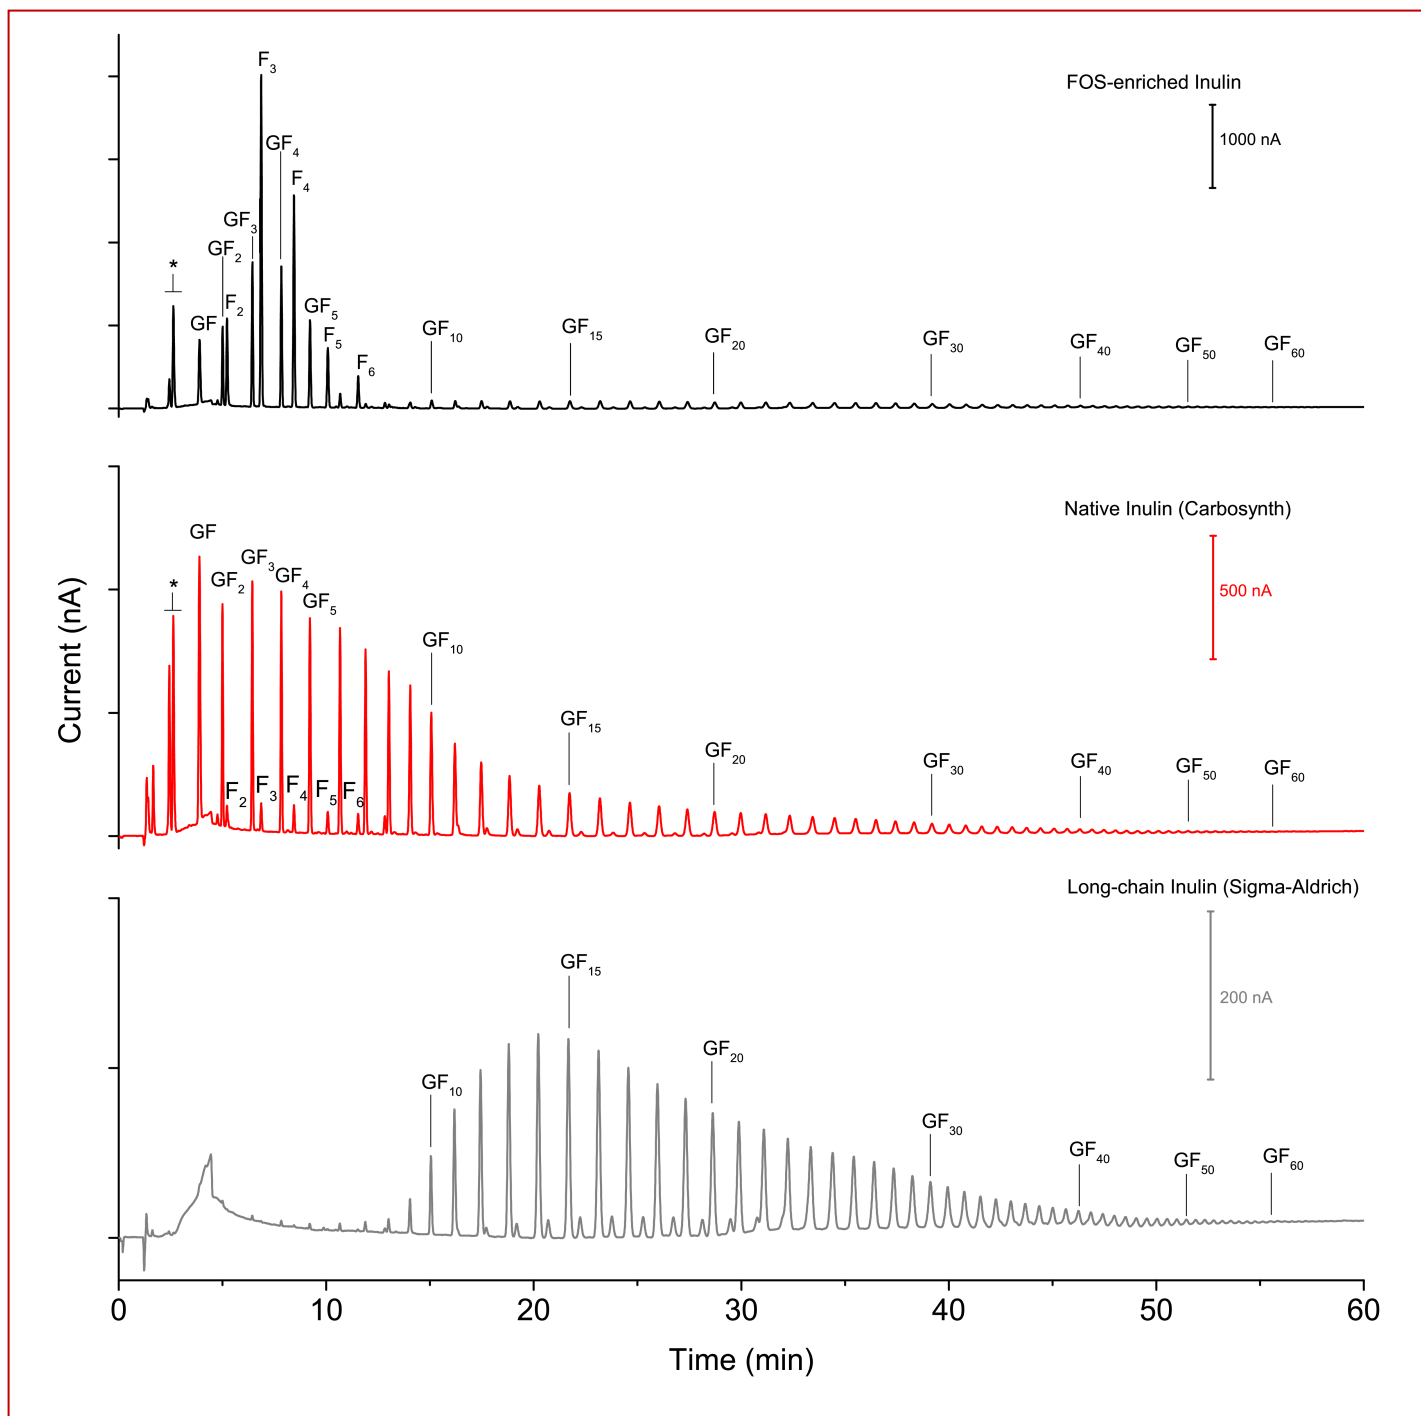 F3
FOS-enriched Inulin
1000 nA
GF4
F4
GF3
GF2
*
F2
GF
GF5
F5
F6
GF10
GF15
GF20
GF30
GF40
GF50
GF60
Native Inulin (Carbosynth)
500 nA
GF
*
GF2
GF3
GF4
GF5
GF10
F2
F3
F4
F5
F6
GF15
GF20
GF30
GF40
GF50
GF60
Current (nA)
Long-chain Inulin (Sigma-Aldrich)
200 nA
GF10
GF15
GF20
GF30
GF40
GF50
GF60
0 10 20 30 40 50 60
Time (min)